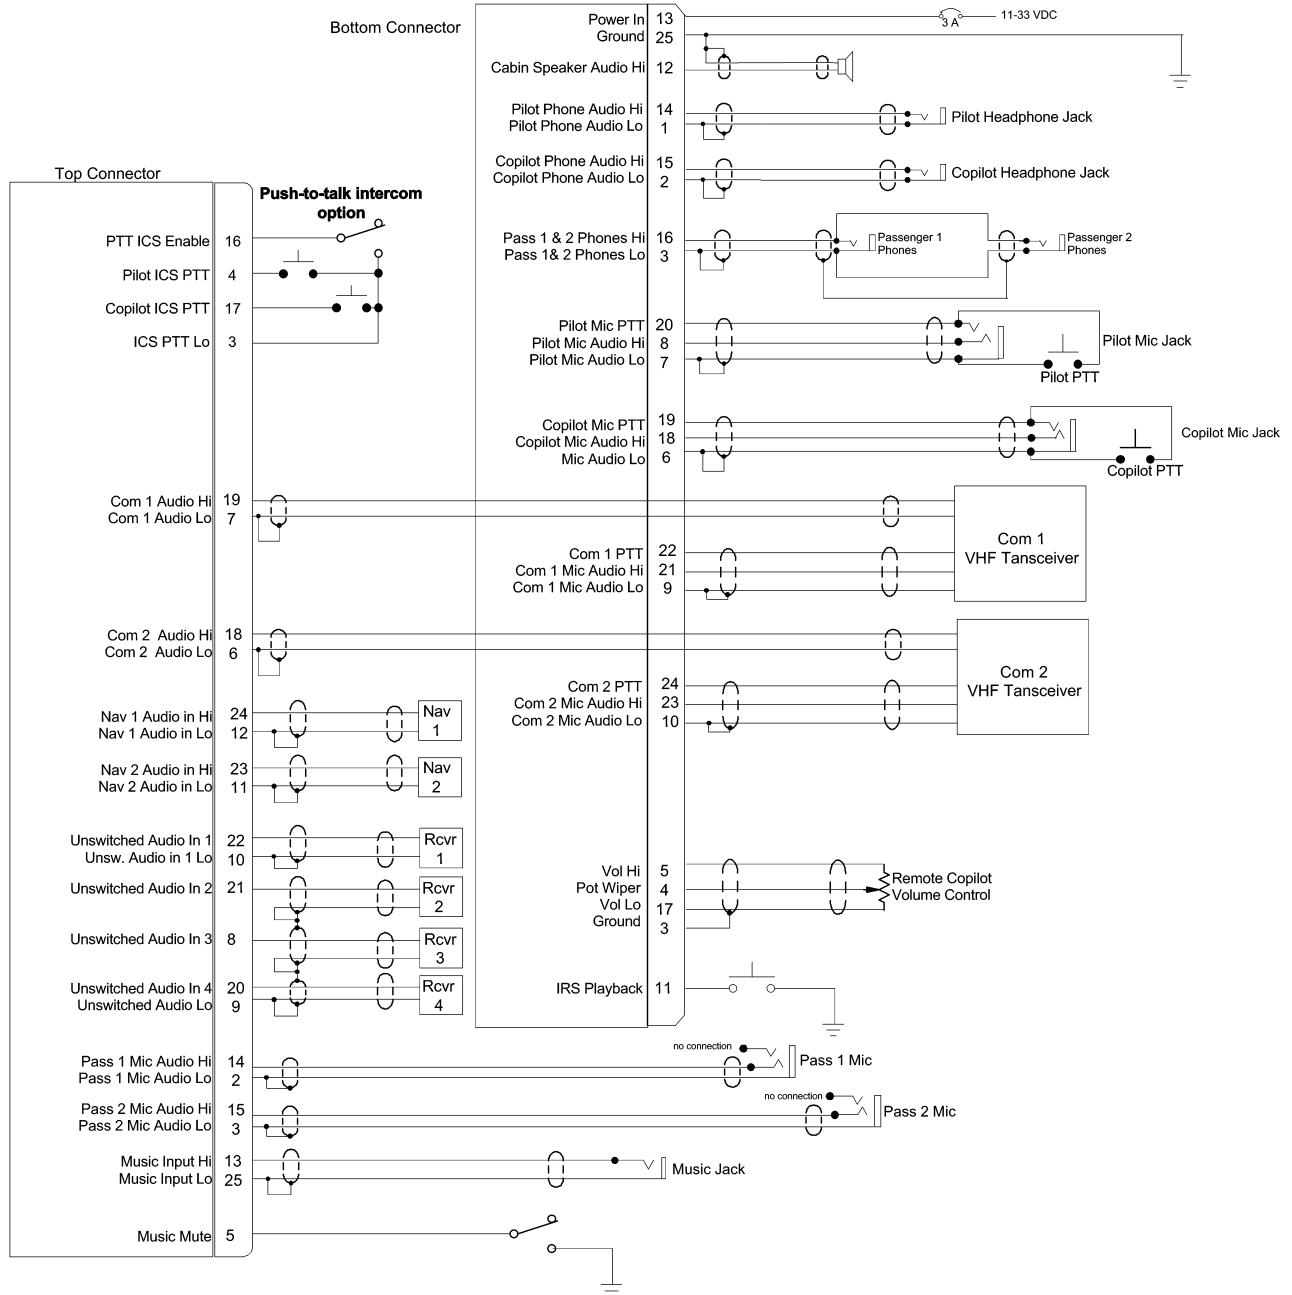 Bottom Connector
Power In 13
Ground 25
3 A
11-33 VDC
Cabin Speaker Audio Hi 12
Pilot Phone Audio Hi 14
Pilot Phone Audio Lo 1
Pilot Headphone Jack
Copilot Phone Audio Hi 15
Copilot Phone Audio Lo 2
Copilot Headphone Jack
Pass 1 & 2 Phones Hi 16
Pass 1& 2 Phones Lo 3
Passenger 1
Phones
Passenger 2
Phones
Pilot Mic PTT 20
Pilot Mic Audio Hi 8
Pilot Mic Audio Lo 7
Pilot Mic Jack
Pilot PTT
Copilot Mic PTT 19
Copilot Mic Audio Hi 18
Mic Audio Lo 6
Copilot Mic Jack
Copilot PTT
Com 1 PTT 22
Com 1 Mic Audio Hi 21
Com 1 Mic Audio Lo 9
Com 1
VHF Tansceiver
Com 2 PTT 24
Com 2 Mic Audio Hi 23
Com 2 Mic Audio Lo 10
Com 2
VHF Tansceiver
Vol Hi 5
Pot Wiper 4
Vol Lo 17
Ground 3
Remote Copilot
Volume Control
IRS Playback 11
Top Connector
Push-to-talk intercom
option
PTT ICS Enable 16
Pilot ICS PTT 4
Copilot ICS PTT 17
ICS PTT Lo 3
Com 1 Audio Hi 19
Com 1 Audio Lo 7
Com 2 Audio Hi 18
Com 2 Audio Lo 6
Nav 1 Audio in Hi 24
Nav 1 Audio in Lo 12
Nav
1
Nav 2 Audio in Hi 23
Nav 2 Audio in Lo 11
Nav
2
Unswitched Audio In 1 22
Unsw. Audio in 1 Lo 10
Rcvr
1
Unswitched Audio In 2 21
Rcvr
2
Unswitched Audio In 3 8
Rcvr
3
Unswitched Audio In 4 20
Unswitched Audio Lo 9
Rcvr
4
Pass 1 Mic Audio Hi 14
Pass 1 Mic Audio Lo 2
no connection
Pass 1 Mic
Pass 2 Mic Audio Hi 15
Pass 2 Mic Audio Lo 3
no connection
Pass 2 Mic
Music Input Hi 13
Music Input Lo 25
Music Jack
Music Mute 5